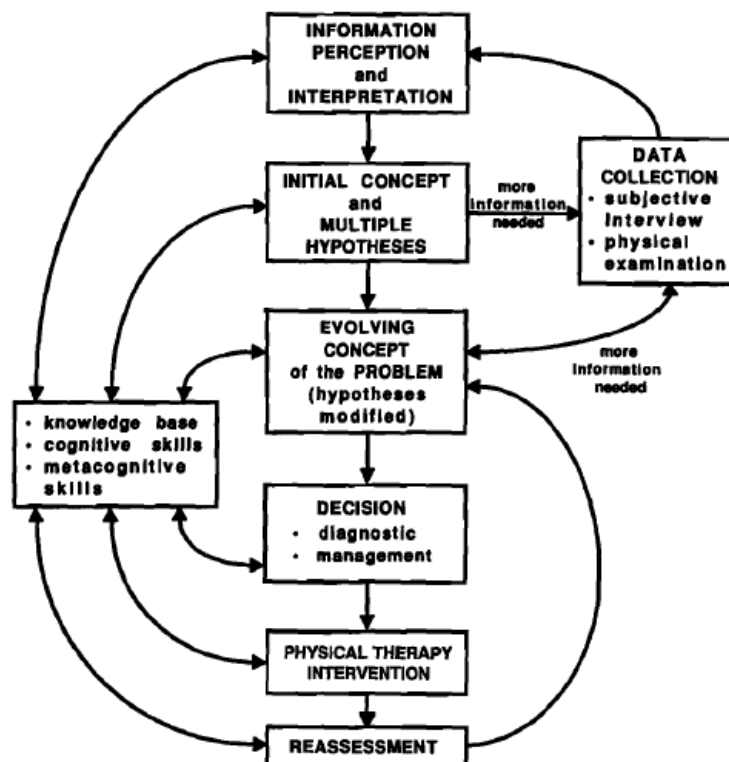 INFORMATION
PERCEPTION
and
INTERPRETATION
INITIAL CONCEPT
and
MULTIPLE
HYPOTHESES
more
information
needed
DATA
COLLECTION
• subjective
interview
• physical
examination
EVOLVING
CONCEPT
of the PROBLEM
(hypotheses
modified)
more
information
needed
• knowledge base
• cognitive skills
• metacognitive
skills
DECISION
• diagnostic
• management
PHYSICAL THERAPY
INTERVENTION
REASSESSMENT